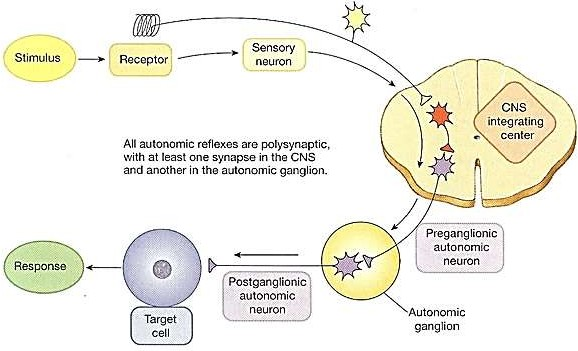 Stimulus
Receptor
Sensory
neuron
CNS
integrating
center
All autonomic reflexes are polysynaptic,
with at least one synapse in the CNS
and another in the autonomic ganglion.
Preganglionic
autonomic
neuron
Response
Target
cell
Postganglionic
autonomic
neuron
Autonomic
ganglion